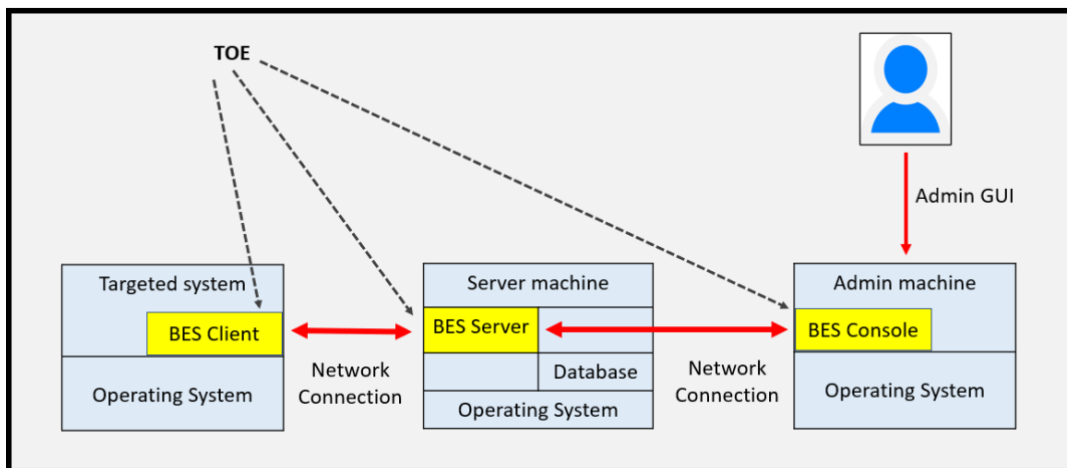 TOE
Admin GUI
Targeted system
BES Client
Operating System
Network
Connection
Server machine
BES Server
Database
Operating System
Network
Connection
Admin machine
BES Console
Operating System